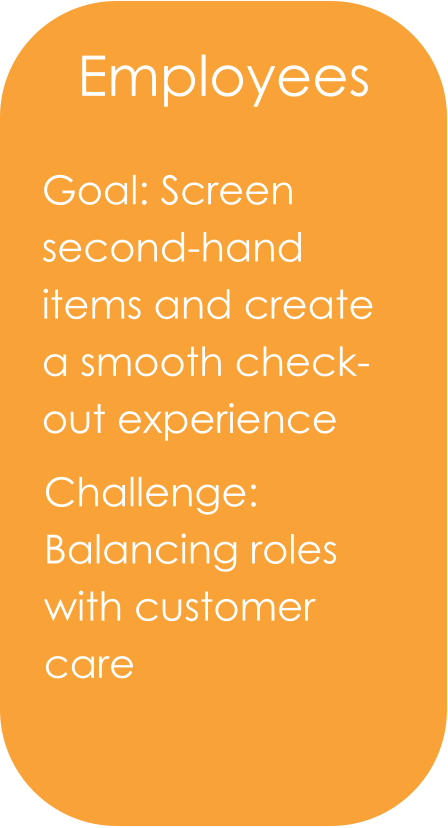 Employees
Goal: Screen
second-hand
items and create
a smooth check-
out experience
Challenge:
Balancing roles
with customer
care